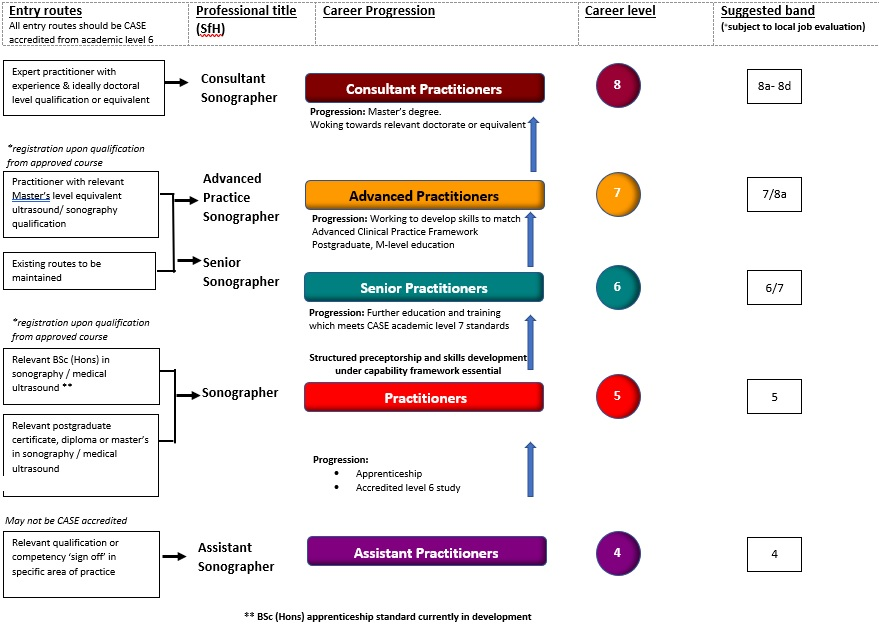 Entry routes
All entry routes should be CASE
accredited from academic level 6
Professional title
(SfH)
Career Progression
Career level
Suggested band
(*subject to local job evaluation)
Expert practitioner with
experience & ideally doctoral
level qualification or equivalent
Consultant
Sonographer
Consultant Practitioners
Progression: Master's degree.
Woking towards relevant doctorate or equivalent
8
8a- 8d
*registration upon qualification
from approved course
Practitioner with relevant
Master's level equivalent
ultrasound/ sonography
qualification
Advanced
Practice
Sonographer
Advanced Practitioners
Progression: Working to develop skills to match
Advanced Clinical Practice Framework
Postgraduate, M-level education
7
7/8a
Existing routes to be
maintained
Senior
Sonographer
Senior Practitioners
Progression: Further education and training
which meets CASE academic level 7 standards
6
6/7
*registration upon qualification
from approved course
Relevant BSc (Hons) in
sonography / medical
ultrasound **
Relevant postgraduate
certificate, diploma or master's
in sonography / medical
ultrasound
Sonographer
Structured preceptorship and skills development
under capability framework essential
Practitioners
5
5
Progression:
• Apprenticeship
• Accredited level 6 study
May not be CASE accredited
Relevant qualification or
competency 'sign off' in
specific area of practice
Assistant
Sonographer
Assistant Practitioners
4
4
** BSc (Hons) apprenticeship standard currently in development